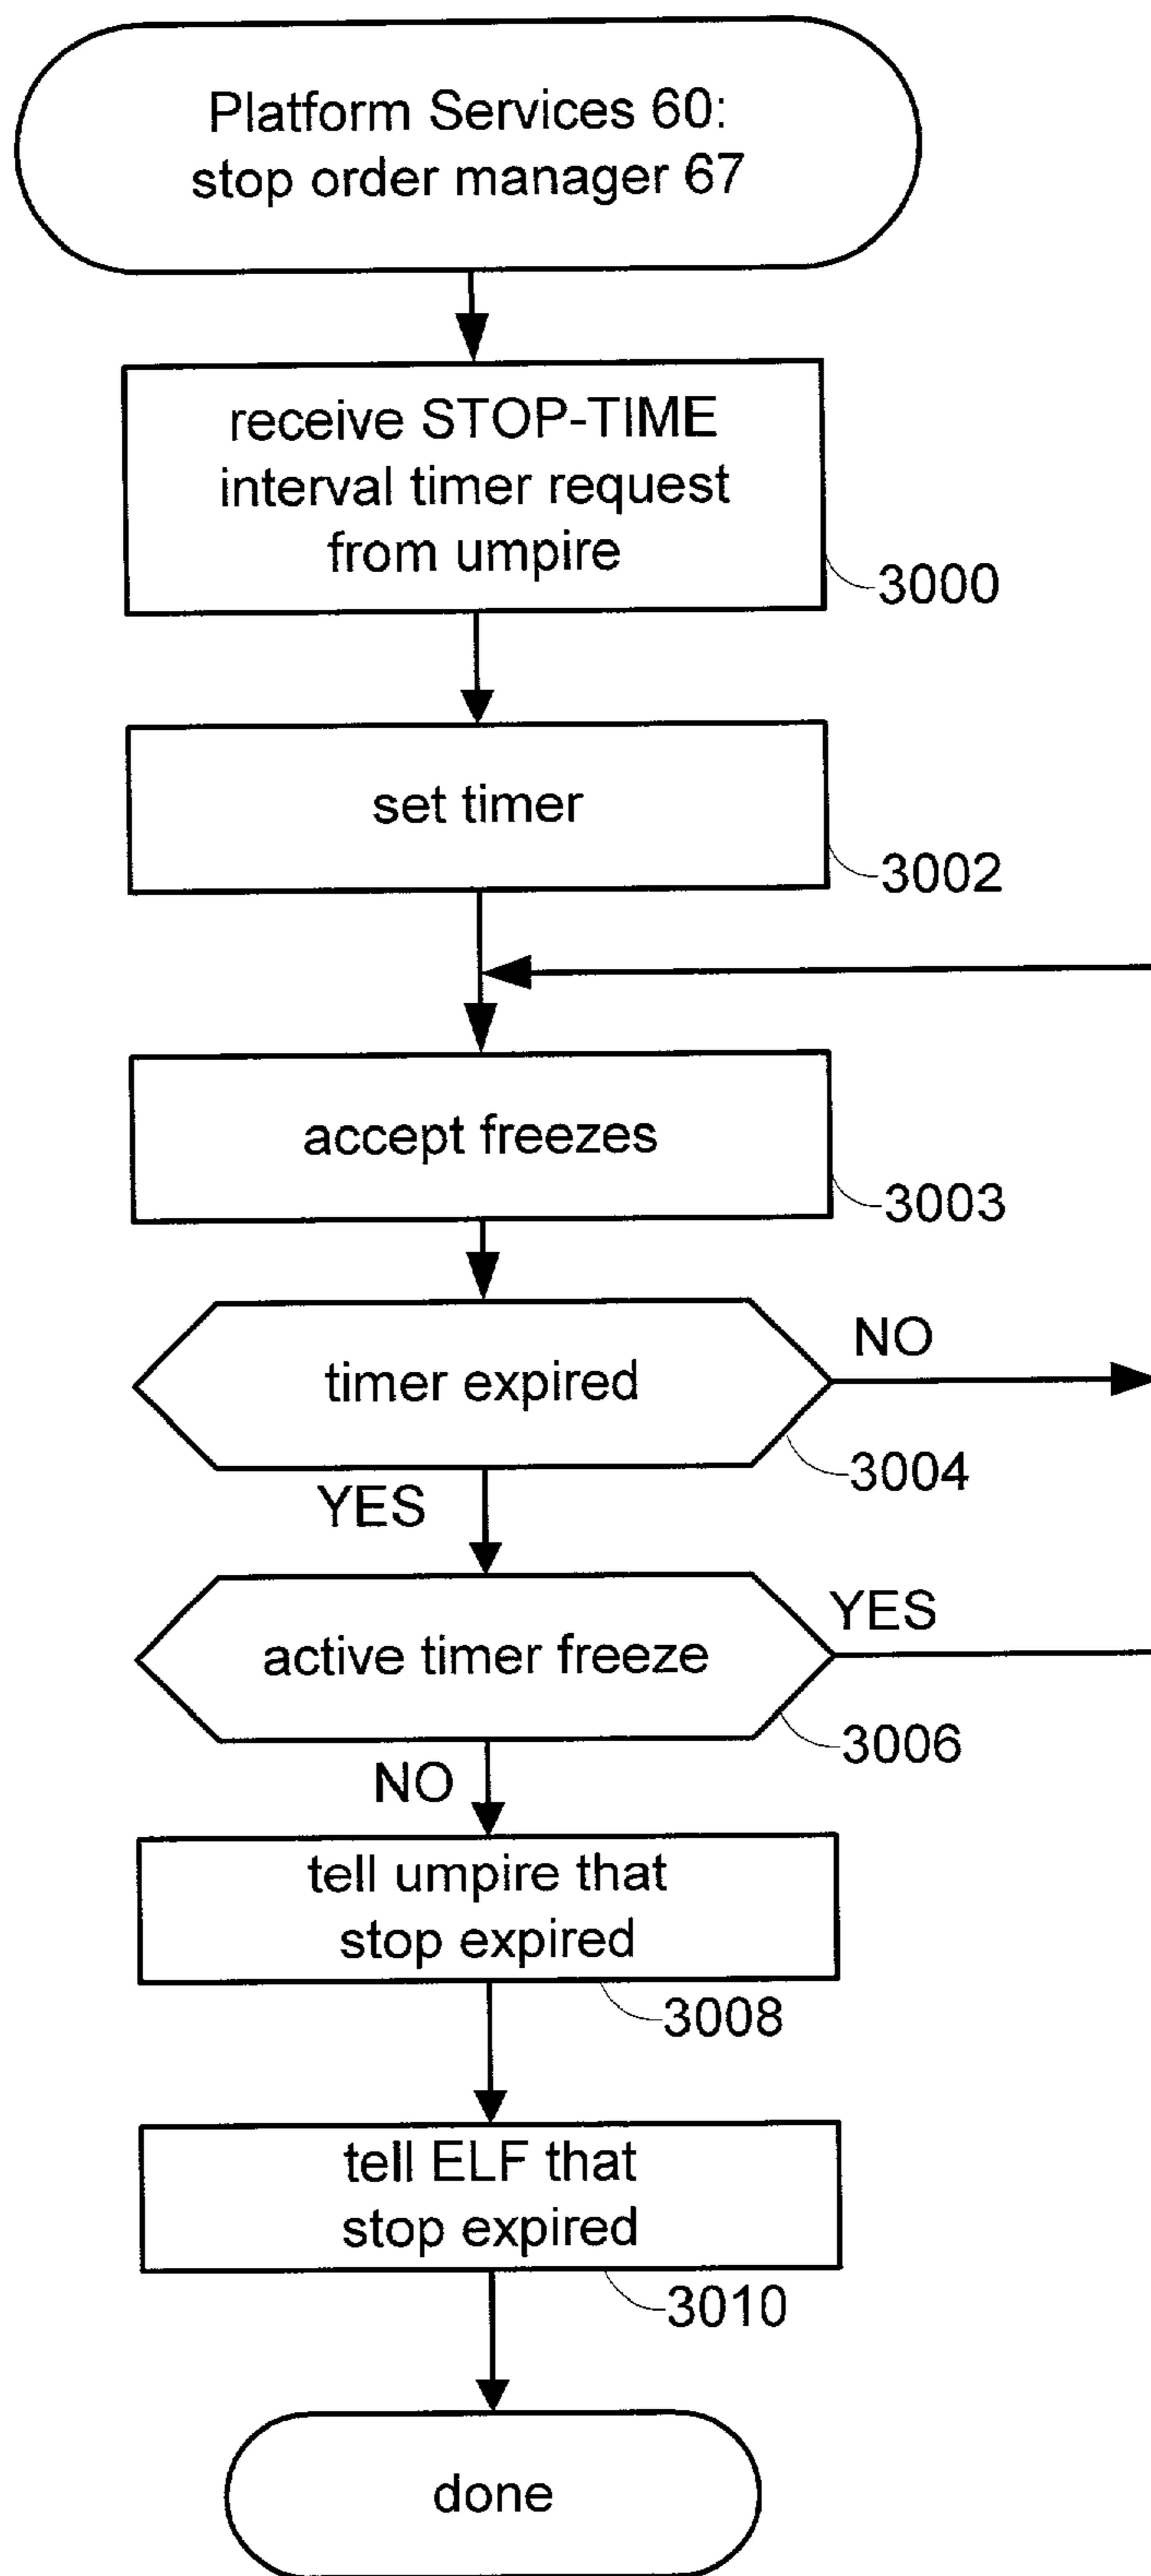 Platform Services 60:
stop order manager 67
receive STOP-TIME
interval timer request
from umpire
3000
set timer
3002
accept freezes
3003
timer expired
NO
3004
YES
active timer freeze
YES
3006
NO
tell umpire that
stop expired
3008
tell ELF that
stop expired
3010
done